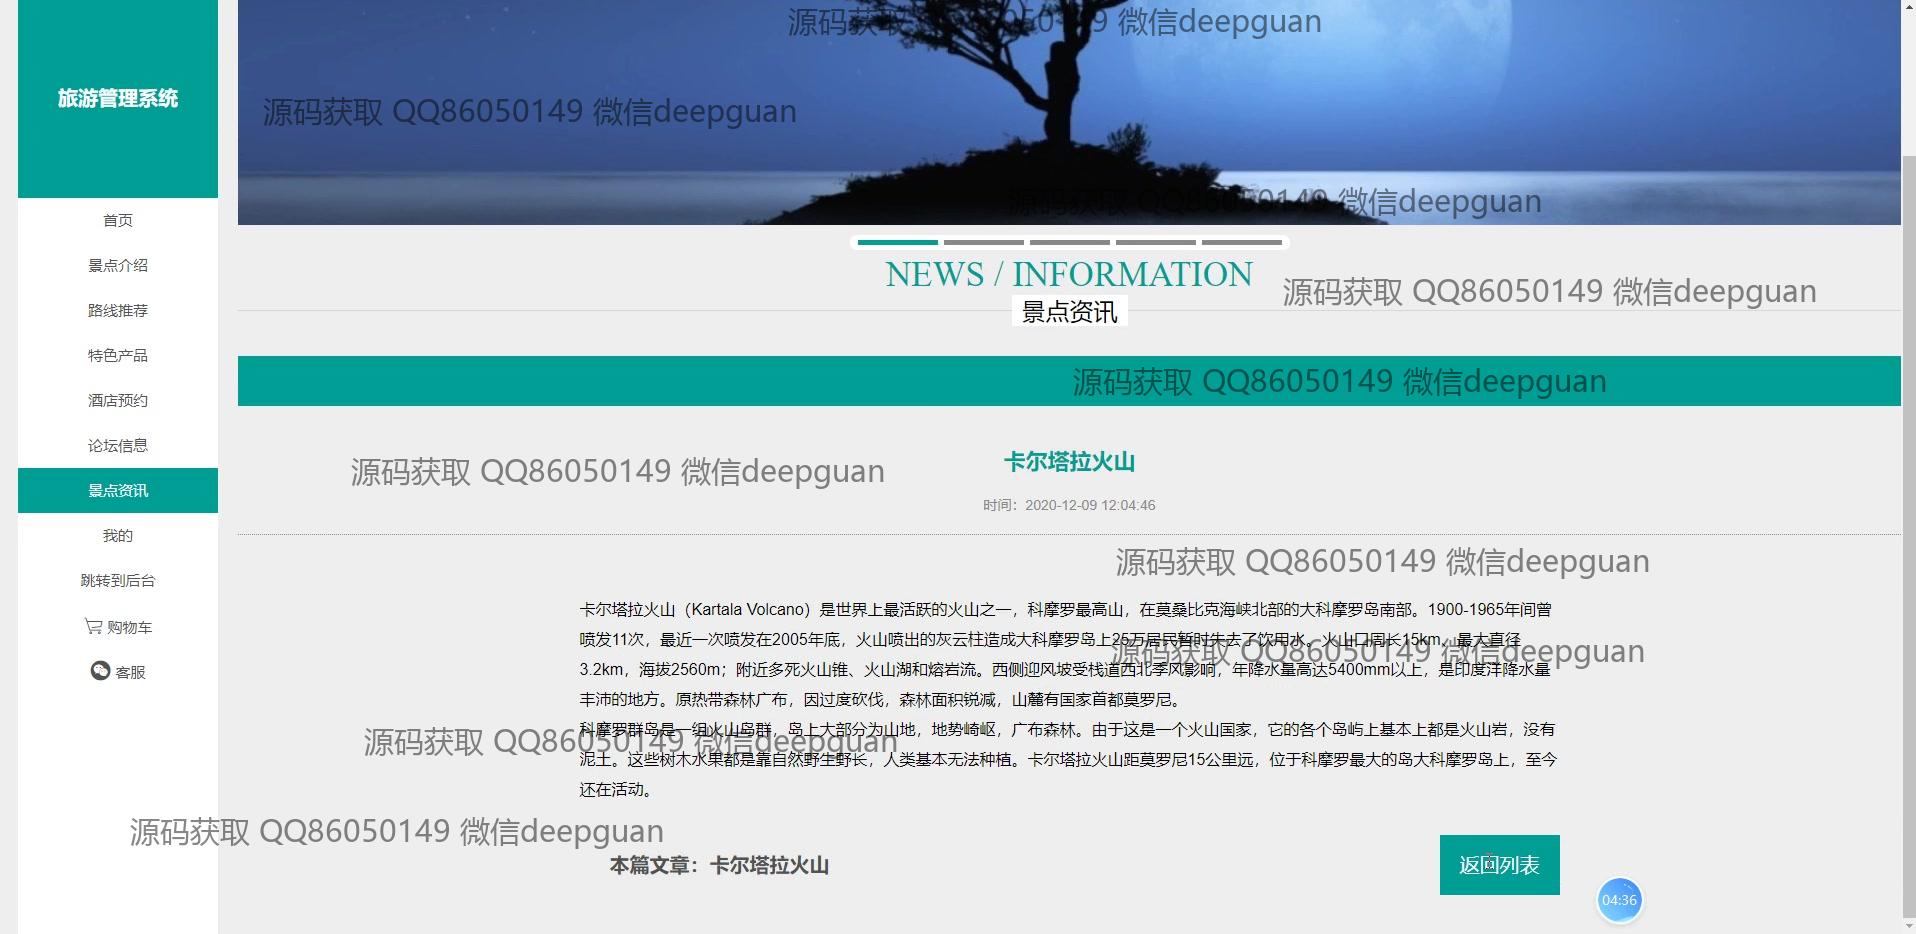 源码获取 QQ86050149 微信deepguan
旅游管理系统
源码获取 QQ86050149 微信deepguan
源码获取 QQ86050149 微信deepguan
首页
景点介绍
路线推荐
特色产品
酒店预约
论坛信息
景点资讯
我的
跳转到后台
购物车
客服
NEWS / INFORMATION
源码获取 QQ86050149 微信deepguan
景点资讯
源码获取 QQ86050149 微信deepguan
卡尔塔拉火山
源码获取 QQ86050149 微信deepguan
时间：2020-12-09 12:04:46
源码获取 QQ86050149 微信deepguan
卡尔塔拉火山（Kartala Volcano）是世界上最活跃的火山之一，科摩罗最高山，在莫桑比克海峡北部的大科摩罗岛南部。1900-1965年间曾
喷发11次，最近一次喷发在2005年底，火山喷出的灰云柱造成大科摩罗岛上25万居民暂时失去了饮用水。火山口周长15km，最大直径
源码获取 QQ86050149 微信deepguan
3.2km，海拔2560m；附近多死火山锥、火山湖和熔岩流。西侧迎风坡受栈道西北季风影响，年降水量高达5400mm以上，是印度洋降水量
丰沛的地方。原热带森林广布，因过度砍伐，森林面积锐减，山麓有国家首都莫罗尼。
科摩罗群岛是一组火山岛群，岛上大部分为山地，地势崎岖，广布森林。由于这是一个火山国家，它的各个岛屿上基本上都是火山岩，没有
源码获取 QQ86050149 微信deepguan
泥土。这些树木水果都是靠自然野生野长，人类基本无法种植。卡尔塔拉火山距莫罗尼15公里远，位于科摩罗最大的岛大科摩罗岛上，至今
还在活动。
源码获取 QQ86050149 微信deepguan
本篇文章：卡尔塔拉火山
返回列表
04:36